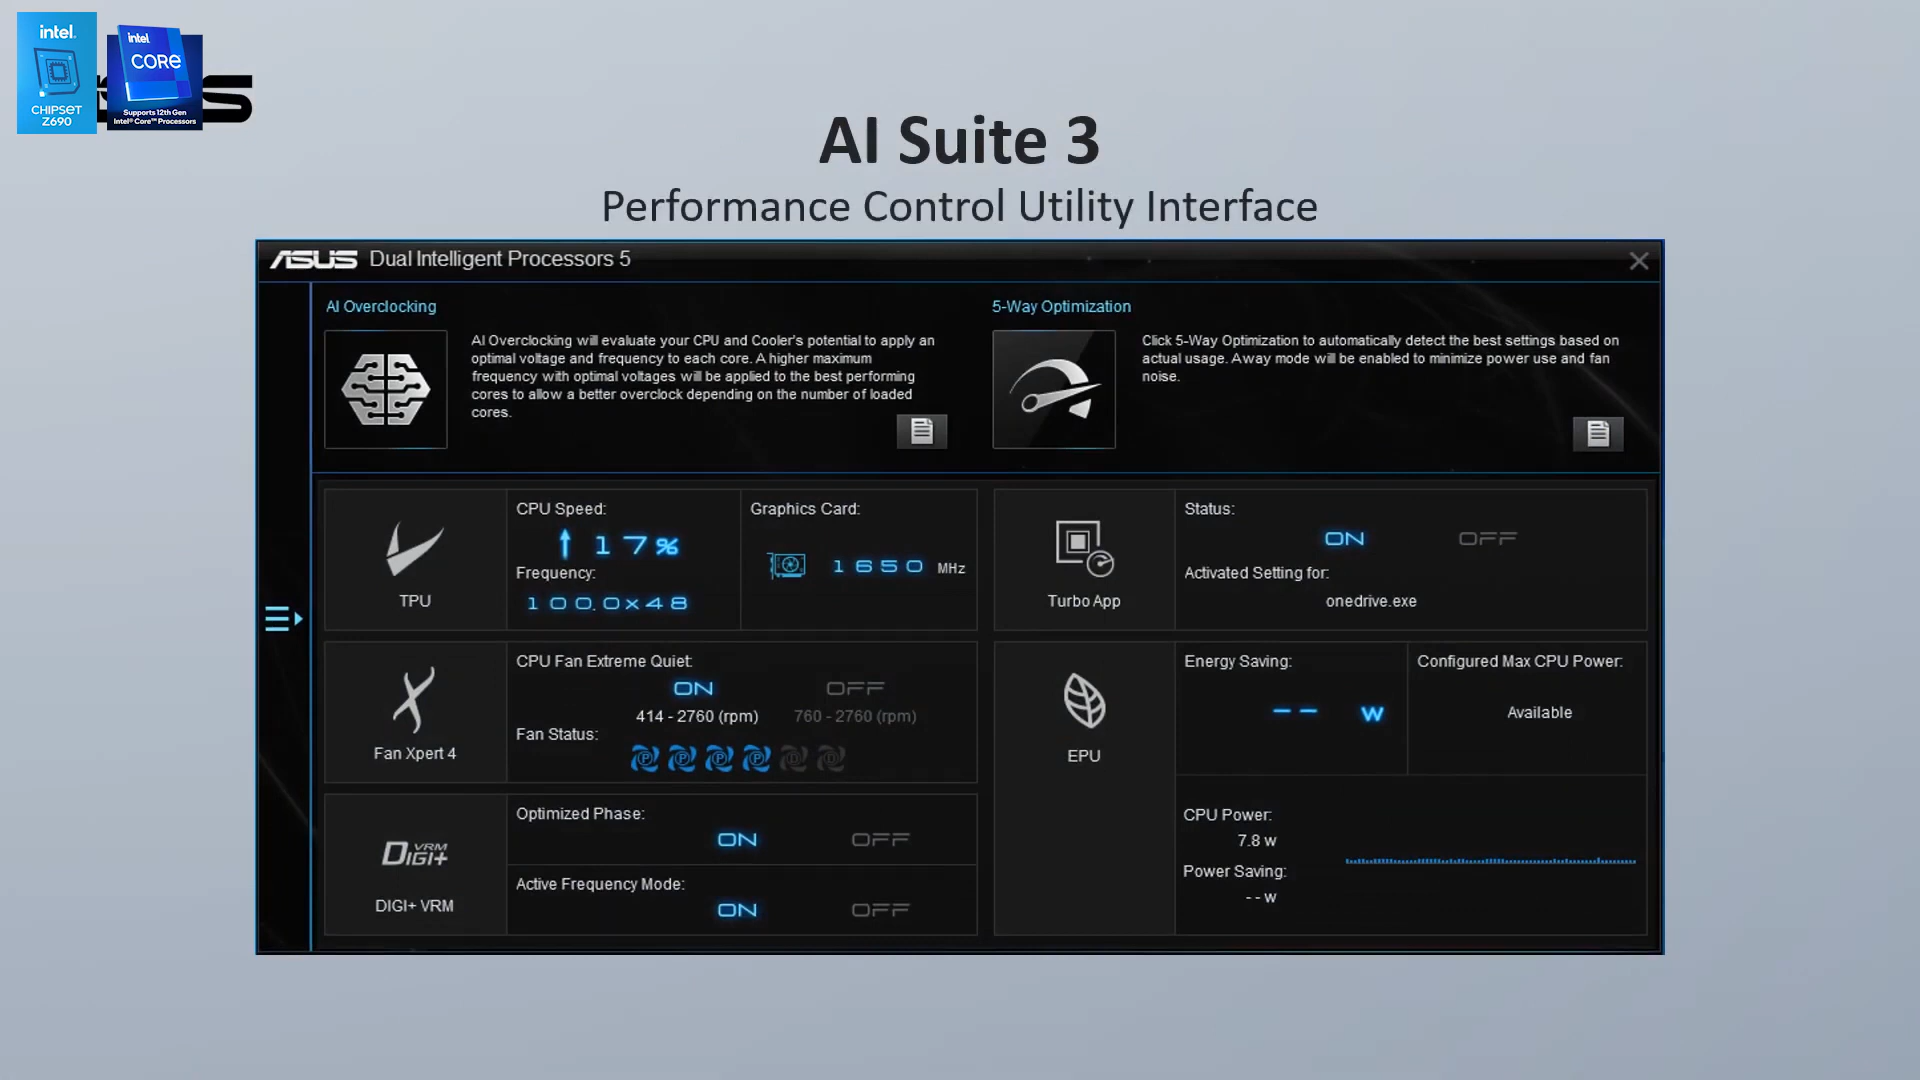 intel.
CHIPSET
Z690
intel.
CORE
Supports 12th Gen
Intel® Core™ Processors
AI Suite 3
Performance Control Utility Interface
ASUS Dual Intelligent Processors 5
AI Overclocking
AI Overclocking will evaluate your CPU and Cooler's potential to apply an
optimal voltage and frequency to each core. A higher maximum
frequency with optimal voltages will be applied to the best performing
cores to allow a better overclock depending on the number of loaded
cores.
5-Way Optimization
Click 5-Way Optimization to automatically detect the best settings based on
actual usage. Away mode will be enabled to minimize power use and fan
noise.
TPU
CPU Speed:
17%
Frequency:
100.0x48
Graphics Card:
1650 MHz
Turbo App
Status:
ON OFF
Activated Setting for:
onedrive.exe
Fan Xpert 4
CPU Fan Extreme Quiet:
ON OFF
414 - 2760 (rpm) 760 - 2760 (rpm)
Fan Status:
P P P P D D
EPU
Energy Saving:
-- w
Configured Max CPU Power:
Available
CPU Power:
7.8 w
Power Saving:
- - w
DIGI+ VRM
DIGI+ VRM
Optimized Phase:
ON OFF
Active Frequency Mode:
ON OFF